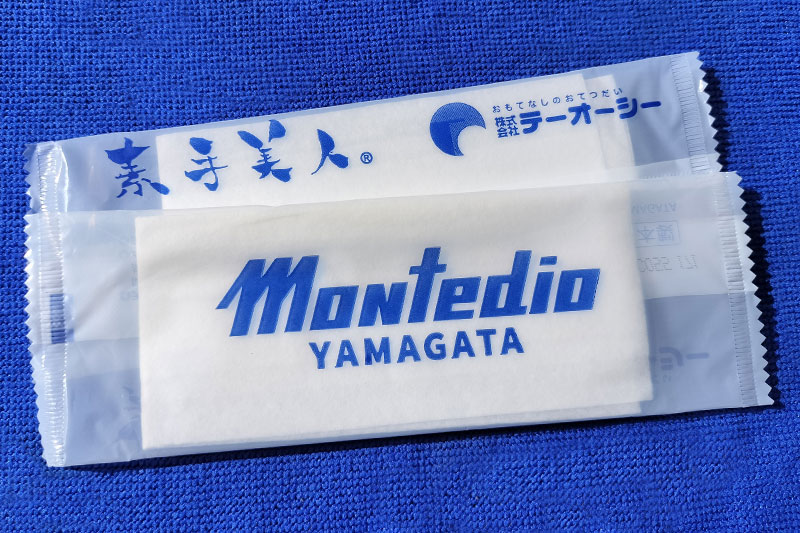 素手美人®
おもてなしのおてつだい
株式会社 テーオーシー
Montedio
YAMAGATA